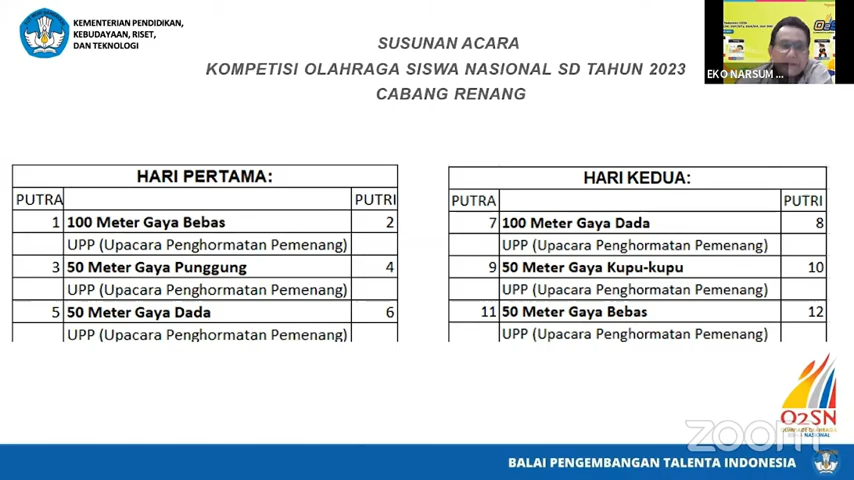 KEMENTERIAN PENDIDIKAN,
KEBUDAYAAN, RISET,
DAN TEKNOLOGI
SUSUNAN ACARA
KOMPETISI OLAHRAGA SISWA NASIONAL SD TAHUN 2023
CABANG RENANG
EKO NARSUM ...
HARI PERTAMA:
PUTRA PUTRI
1 100 Meter Gaya Bebas 2
UPP (Upacara Penghormatan Pemenang)
3 50 Meter Gaya Punggung 4
UPP (Upacara Penghormatan Pemenang)
5 50 Meter Gaya Dada 6
UPP (Upacara Penghormatan Pemenang)
HARI KEDUA:
PUTRA PUTRI
7 100 Meter Gaya Dada 8
UPP (Upacara Penghormatan Pemenang)
9 50 Meter Gaya Kupu-kupu 10
UPP (Upacara Penghormatan Pemenang)
11 50 Meter Gaya Bebas 12
UPP (Upacara Penghormatan Pemenang)
O2SN
zoom
BALAI PENGEMBANGAN TALENTA INDONESIA